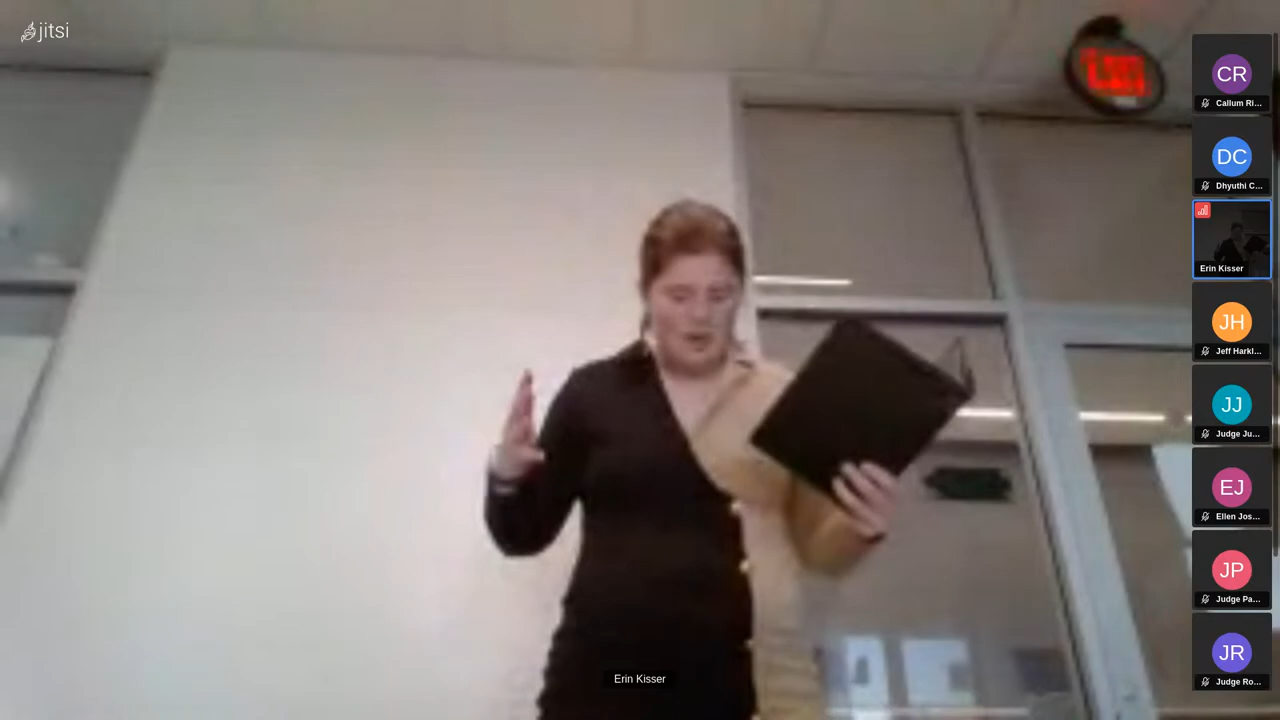 jitsi
EXIT
CR
Callum Ri...
DC
Dhyuthi C...
Erin Kisser
JH
Jeff Harkl...
JJ
Judge Ju...
EJ
Ellen Jos...
JP
Judge Pa...
JR
Judge Ro...
Erin Kisser